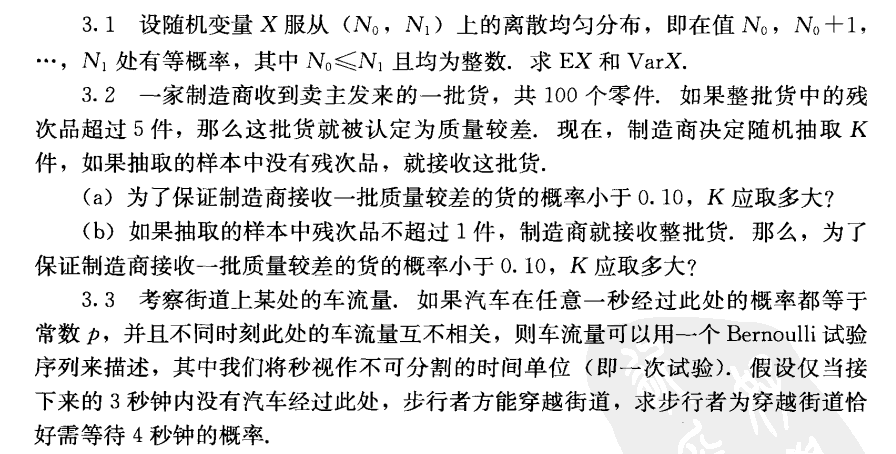 3.1 设随机变量 X 服从（N₀，N₁）上的离散均匀分布，即在值 N₀，N₀＋1，
…，N₁ 处有等概率，其中 N₀≤N₁ 且均为整数. 求 EX 和 VarX.
3.2 一家制造商收到卖主发来的一批货，共 100 个零件. 如果整批货中的残
次品超过 5 件，那么这批货就被认定为质量较差. 现在，制造商决定随机抽取 K
件，如果抽取的样本中没有残次品，就接收这批货.
（a）为了保证制造商接收一批质量较差的货的概率小于 0.10，K 应取多大?
（b）如果抽取的样本中残次品不超过 1 件，制造商就接收整批货. 那么，为了
保证制造商接收一批质量较差的货的概率小于 0.10，K 应取多大?
3.3 考察街道上某处的车流量. 如果汽车在任意一秒经过此处的概率都等于
常数 p，并且不同时刻此处的车流量互不相关，则车流量可以用一个 Bernoulli 试验
序列来描述，其中我们将秒视作不可分割的时间单位（即一次试验）. 假设仅当接
下来的 3 秒钟内没有汽车经过此处，步行者方能穿越街道，求步行者为穿越街道恰
好需等待 4 秒钟的概率.